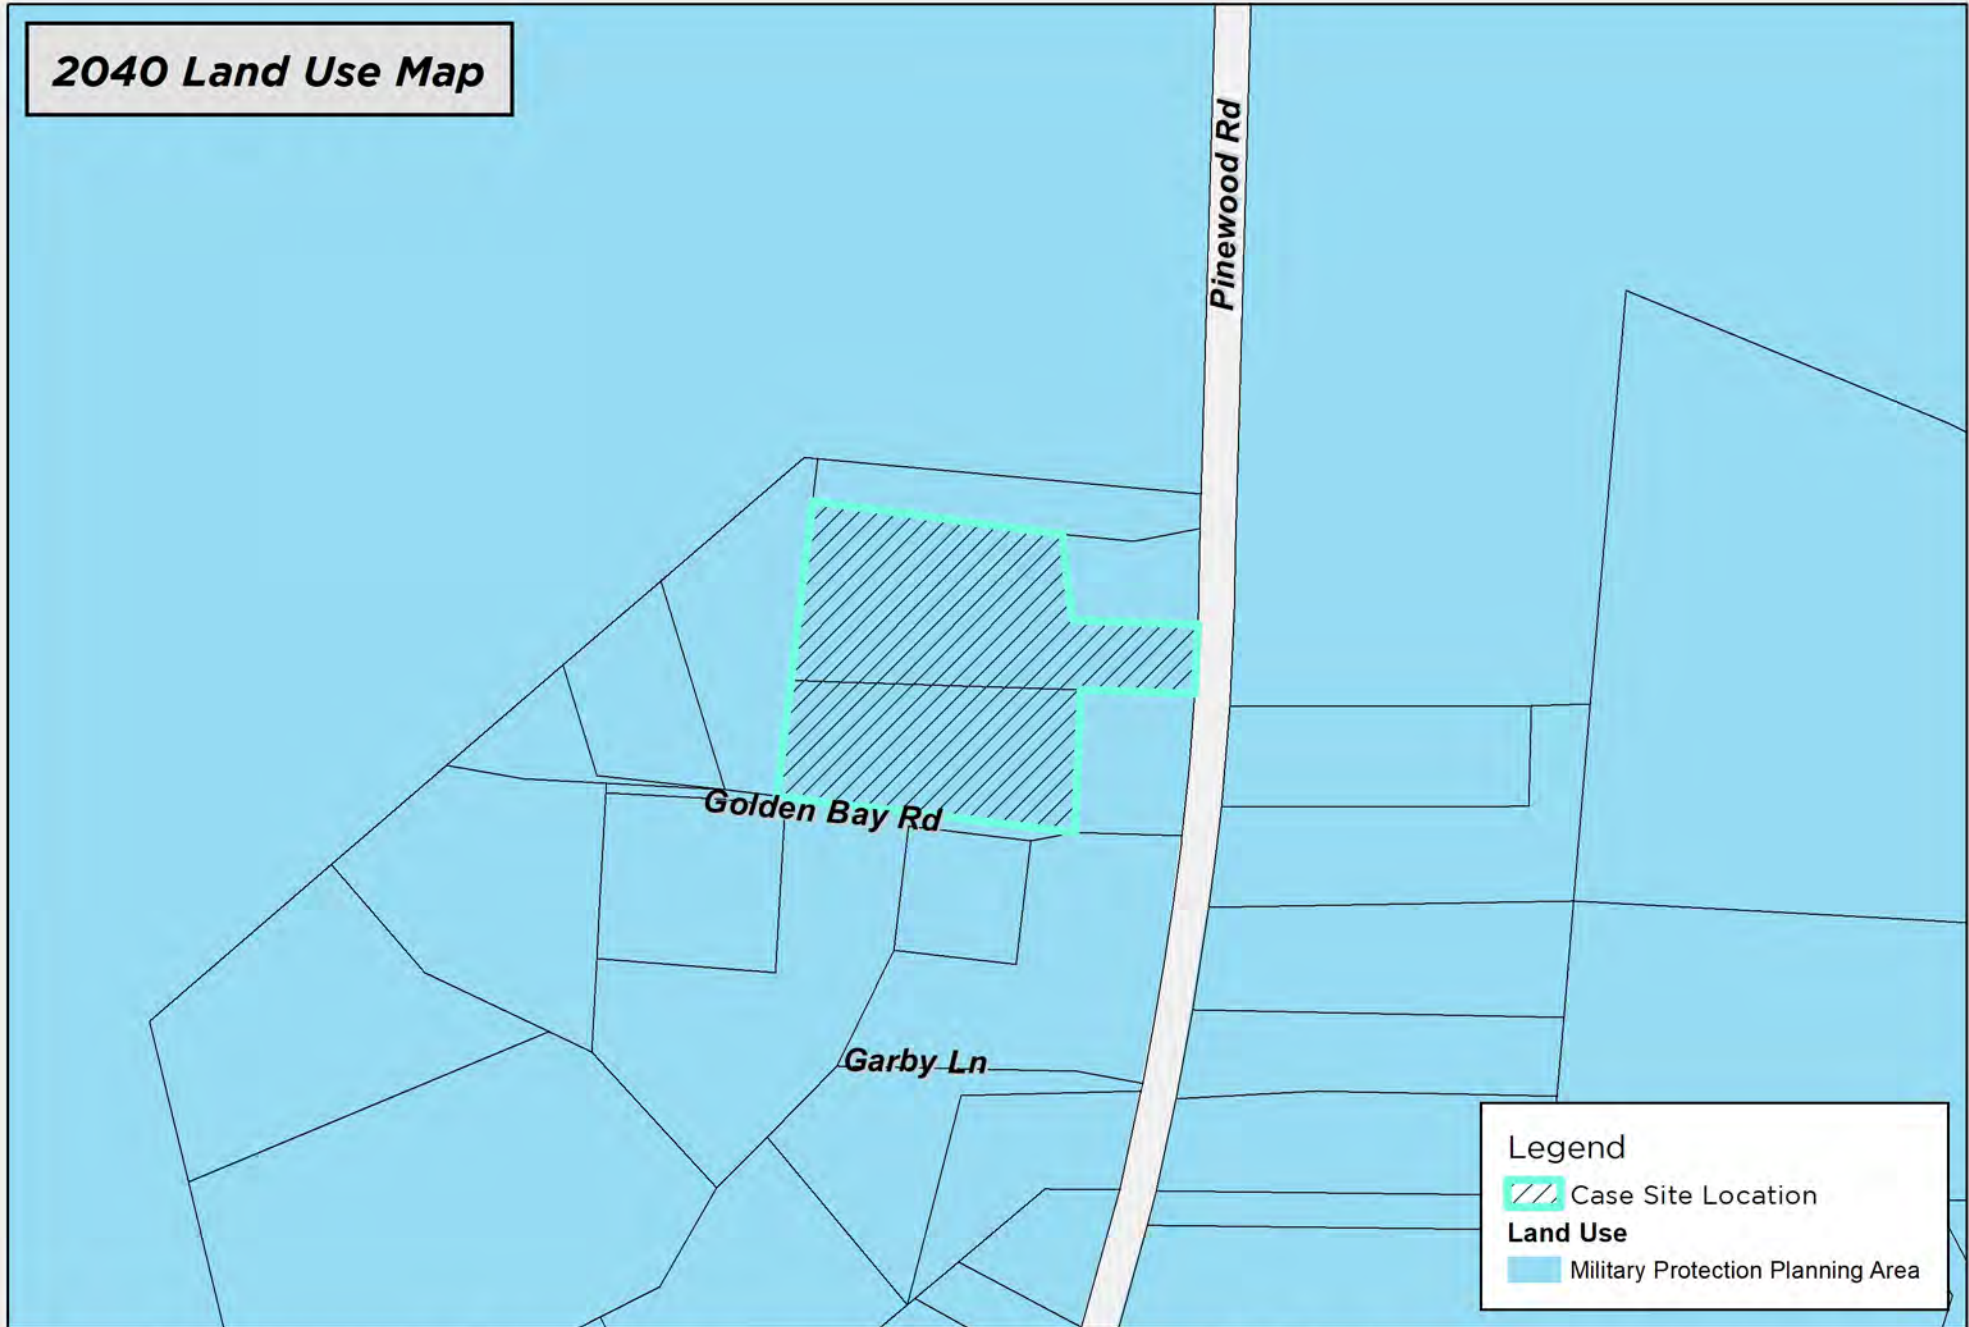 2040 Land Use Map
Pinewood Rd
Golden Bay Rd
Garby Ln
Legend
Case Site Location
Land Use
Military Protection Planning Area